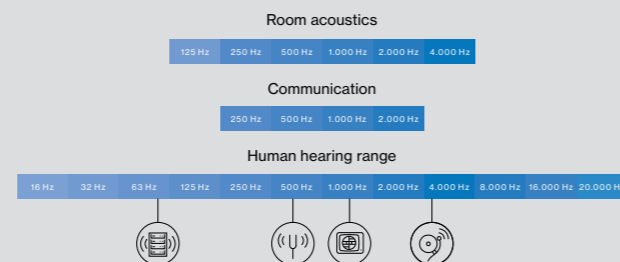 Room acoustics
125 Hz 250 Hz 500 Hz 1.000 Hz 2.000 Hz 4.000 Hz
Communication
250 Hz 500 Hz 1.000 Hz 2.000 Hz
Human hearing range
16 Hz 32 Hz 63 Hz 125 Hz 250 Hz 500 Hz 1.000 Hz 2.000 Hz 4.000 Hz 8.000 Hz 16.000 Hz 20.000 H